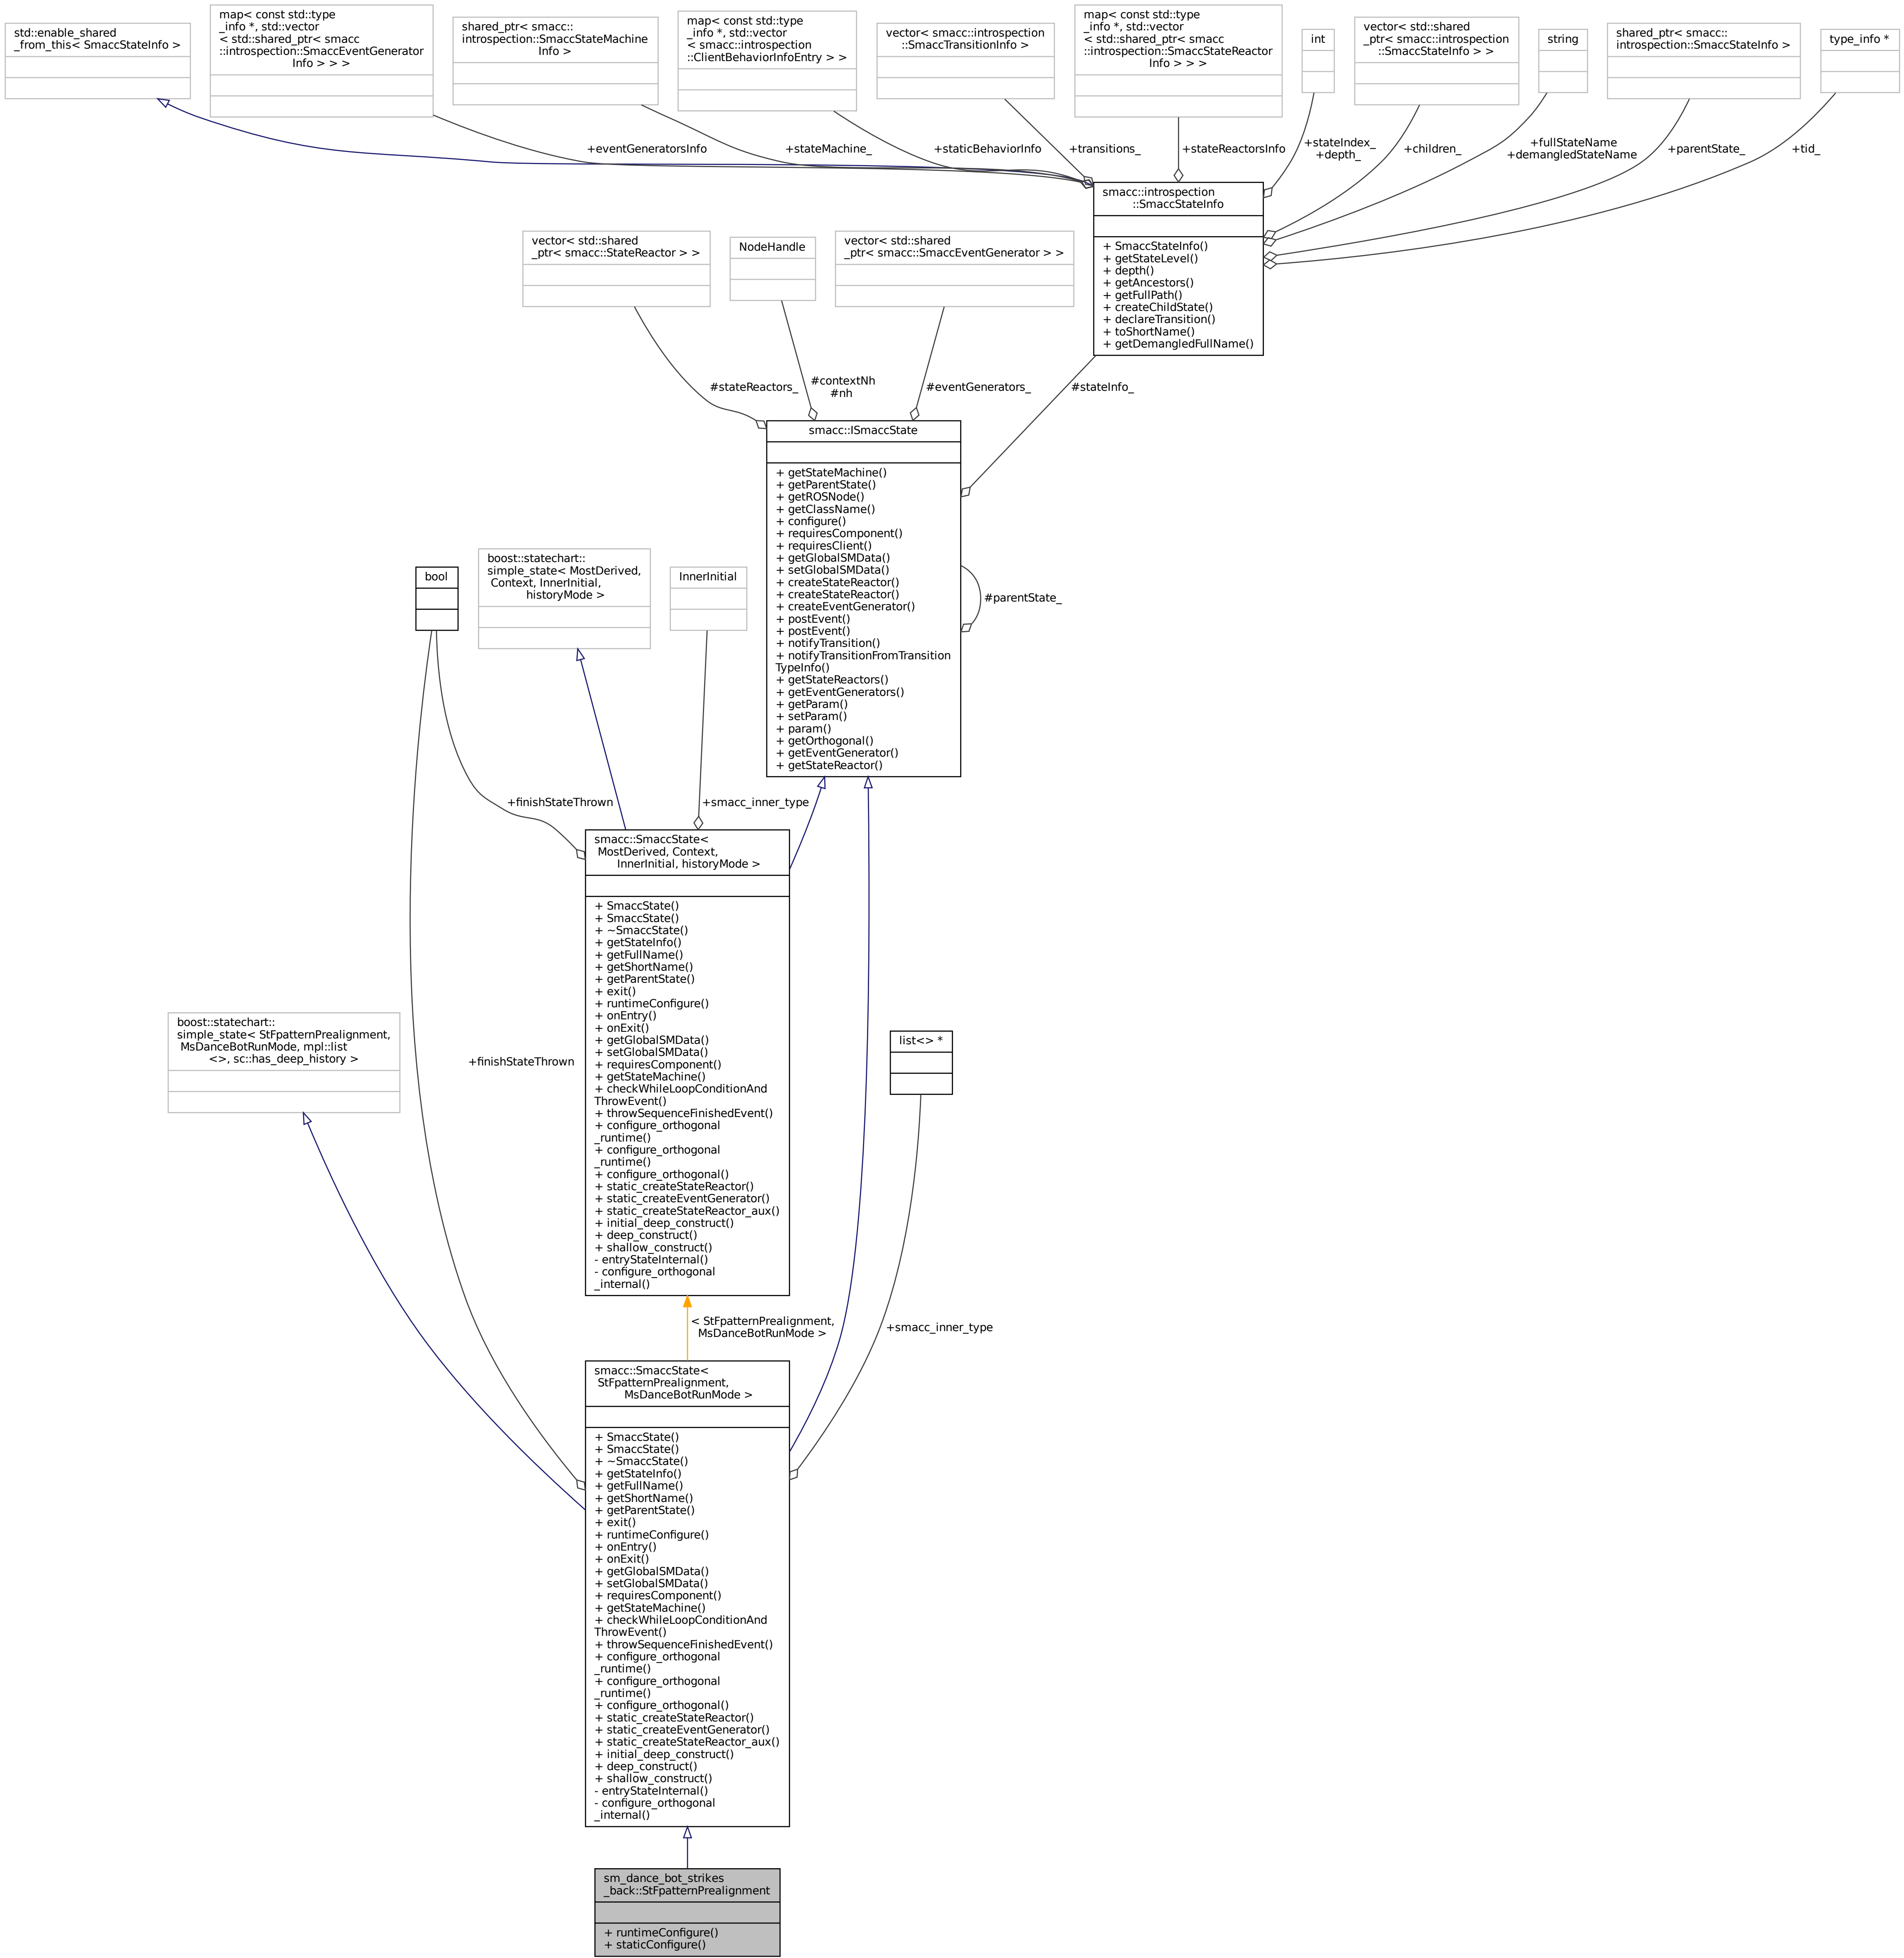 std::enable_shared
_from_this< SmaccStateInfo >
map< const std::type
_info *, std::vector
< std::shared_ptr< smacc
::introspection::SmaccEventGenerator
Info > > >
shared_ptr< smacc::
introspection::SmaccStateMachine
Info >
map< const std::type
_info *, std::vector
< smacc::introspection
::ClientBehaviorInfoEntry > >
vector< smacc::introspection
::SmaccTransitionInfo >
map< const std::type
_info *, std::vector
< std::shared_ptr< smacc
::introspection::SmaccStateReactor
Info > > >
int
vector< std::shared
_ptr< smacc::introspection
::SmaccStateInfo > >
string
shared_ptr< smacc::
introspection::SmaccStateInfo >
type_info *
+eventGeneratorsInfo
+stateMachine_
+staticBehaviorInfo
+transitions_
+stateReactorsInfo
+stateIndex_
+depth_
+children_
+fullStateName
+demangledStateName
+parentState_
+tid_
smacc::introspection
::SmaccStateInfo
+ SmaccStateInfo()
+ getStateLevel()
+ depth()
+ getAncestors()
+ getFullPath()
+ createChildState()
+ declareTransition()
+ toShortName()
+ getDemangledFullName()
vector< std::shared
_ptr< smacc::StateReactor > >
NodeHandle
vector< std::shared
_ptr< smacc::SmaccEventGenerator > >
#stateReactors_
#contextNh
#nh
#eventGenerators_
#stateInfo_
smacc::ISmaccState
+ getStateMachine()
+ getParentState()
+ getROSNode()
+ getClassName()
+ configure()
+ requiresComponent()
+ requiresClient()
+ getGlobalSMData()
+ setGlobalSMData()
+ createStateReactor()
+ createStateReactor()
+ createEventGenerator()
+ postEvent()
+ postEvent()
+ notifyTransition()
+ notifyTransitionFromTransition
TypeInfo()
+ getStateReactors()
+ getEventGenerators()
+ getParam()
+ setParam()
+ param()
+ getOrthogonal()
+ getEventGenerator()
+ getStateReactor()
#parentState_
bool
boost::statechart::
simple_state< MostDerived,
Context, InnerInitial,
historyMode >
InnerInitial
+finishStateThrown
+smacc_inner_type
smacc::SmaccState<
MostDerived, Context,
InnerInitial, historyMode >
+ SmaccState()
+ SmaccState()
+ ~SmaccState()
+ getStateInfo()
+ getFullName()
+ getShortName()
+ getParentState()
+ exit()
+ runtimeConfigure()
+ onEntry()
+ onExit()
+ getGlobalSMData()
+ setGlobalSMData()
+ requiresComponent()
+ getStateMachine()
+ checkWhileLoopConditionAnd
ThrowEvent()
+ throwSequenceFinishedEvent()
+ configure_orthogonal
_runtime()
+ configure_orthogonal
_runtime()
+ configure_orthogonal()
+ static_createStateReactor()
+ static_createEventGenerator()
+ static_createStateReactor_aux()
+ initial_deep_construct()
+ deep_construct()
+ shallow_construct()
- entryStateInternal()
- configure_orthogonal
_internal()
boost::statechart::
simple_state< StFpatternPrealignment,
MsDanceBotRunMode, mpl::list
<>, sc::has_deep_history >
+finishStateThrown
list<> *
< StFpatternPrealignment,
MsDanceBotRunMode >
+smacc_inner_type
smacc::SmaccState<
StFpatternPrealignment,
MsDanceBotRunMode >
+ SmaccState()
+ SmaccState()
+ ~SmaccState()
+ getStateInfo()
+ getFullName()
+ getShortName()
+ getParentState()
+ exit()
+ runtimeConfigure()
+ onEntry()
+ onExit()
+ getGlobalSMData()
+ setGlobalSMData()
+ requiresComponent()
+ getStateMachine()
+ checkWhileLoopConditionAnd
ThrowEvent()
+ throwSequenceFinishedEvent()
+ configure_orthogonal
_runtime()
+ configure_orthogonal
_runtime()
+ configure_orthogonal()
+ static_createStateReactor()
+ static_createEventGenerator()
+ static_createStateReactor_aux()
+ initial_deep_construct()
+ deep_construct()
+ shallow_construct()
- entryStateInternal()
- configure_orthogonal
_internal()
sm_dance_bot_strikes
_back::StFpatternPrealignment
+ runtimeConfigure()
+ staticConfigure()